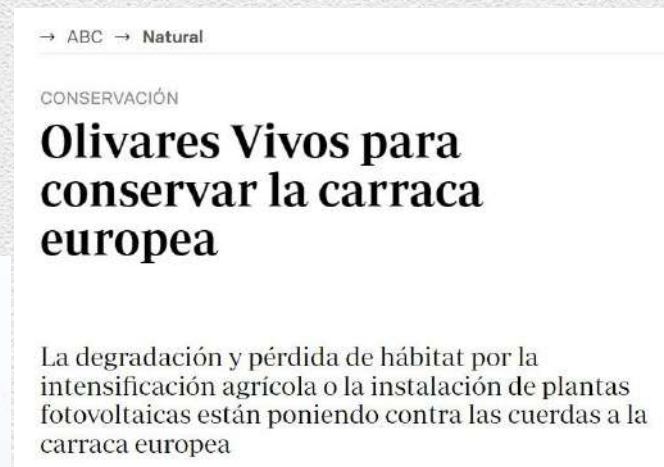 → ABC → Natural
CONSERVACIÓN
Olivares Vivos para
conservar la carraca
europea
La degradación y pérdida de hábitat por la
intensificación agrícola o la instalación de plantas
fotovoltaicas están poniendo contra las cuerdas a la
carraca europea